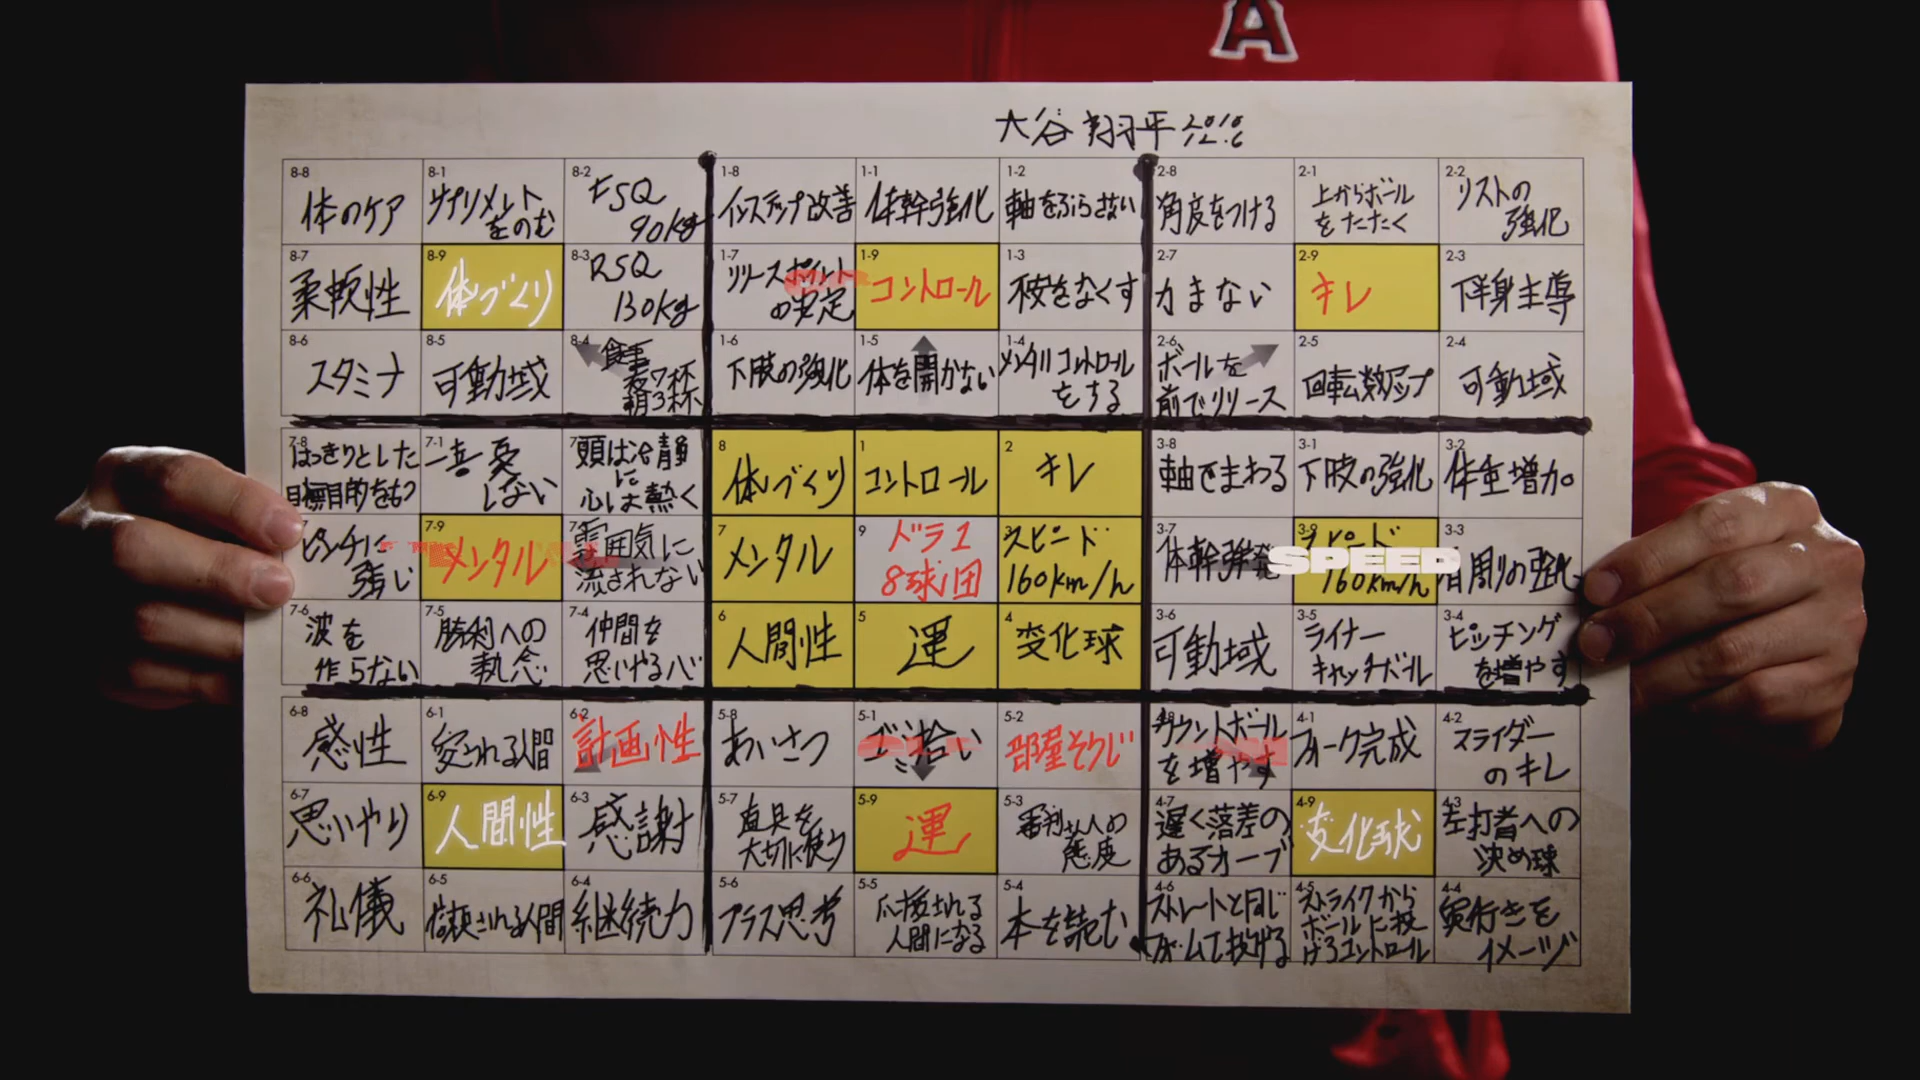 A
大谷 翔平 2010
12.6
8-8
体のケア
8-1
サプリメント
をのむ
8-2
FSQ
90kg
1-8
インステップ改善
1-1
体幹強化
1-2
軸をぶらさない
2-8
角度をつける
2-1
上からボール
をたたく
2-2
リストの
強化
8-7
柔軟性
8-9
体づくり
8-3
RSQ
130kg
1-7
リリースポイント
の安定
1-9
コントロール
1-3
不安をなくす
2-7
力まない
2-9
キレ
2-3
下半身主導
8-6
スタミナ
8-5
可動域
8-4
食事
夜7杯
朝3杯
1-6
下肢の強化
1-5
体を開かない
1-4
メンタルコントロール
をする
2-6
ボールを
前でリリース
2-5
回転数アップ
2-4
可動域
7-8
はっきりとした
目標目的をもつ
7-1
一喜一憂
しない
7
頭は冷静
に
心は熱く
8
体づくり
1
コントロール
2
キレ
3-8
軸でまわる
3-1
下肢の強化
3-2
体重増加
ピンチに
強い
7-9
メンタル
7
雰囲気に
流されない
7
メンタル
9
ドラ1
8球団
3
スピード
160km/h
3-7
体幹強化
3-9
スピード
160km/h
SPEED
3-3
肩周りの強化
7-6
波を
作らない
7-5
勝利への
執念
7-4
仲間を
思いやる心
6
人間性
5
運
4
変化球
3-6
可動域
3-5
ライナー
キャッチボール
3-4
ピッチング
を増やす
6-8
感性
6-1
愛される人間
6-2
計画性
5-8
あいさつ
5-1
ゴミ拾い
5-2
部屋そうじ
カウントボール
を増やす
4-1
フォーク完成
4-2
スライダー
のキレ
6-7
思いやり
6-9
人間性
6-3
感謝
5-7
道具を
大切に使う
5-9
運
5-3
審判さんへの
態度
4-7
遅く落差の
あるカーブ
4-9
変化球
4-3
左打者への
決め球
6-6
礼儀
6-5
信頼される人間
6-4
継続力
5-6
プラス思考
5-5
応援される
人間になる
5-4
本を読む
4-6
ストレートと同じ
フォームで投げる
4-5
ストライクから
ボールに投
げるコントロール
4-4
奥行きを
イメージ